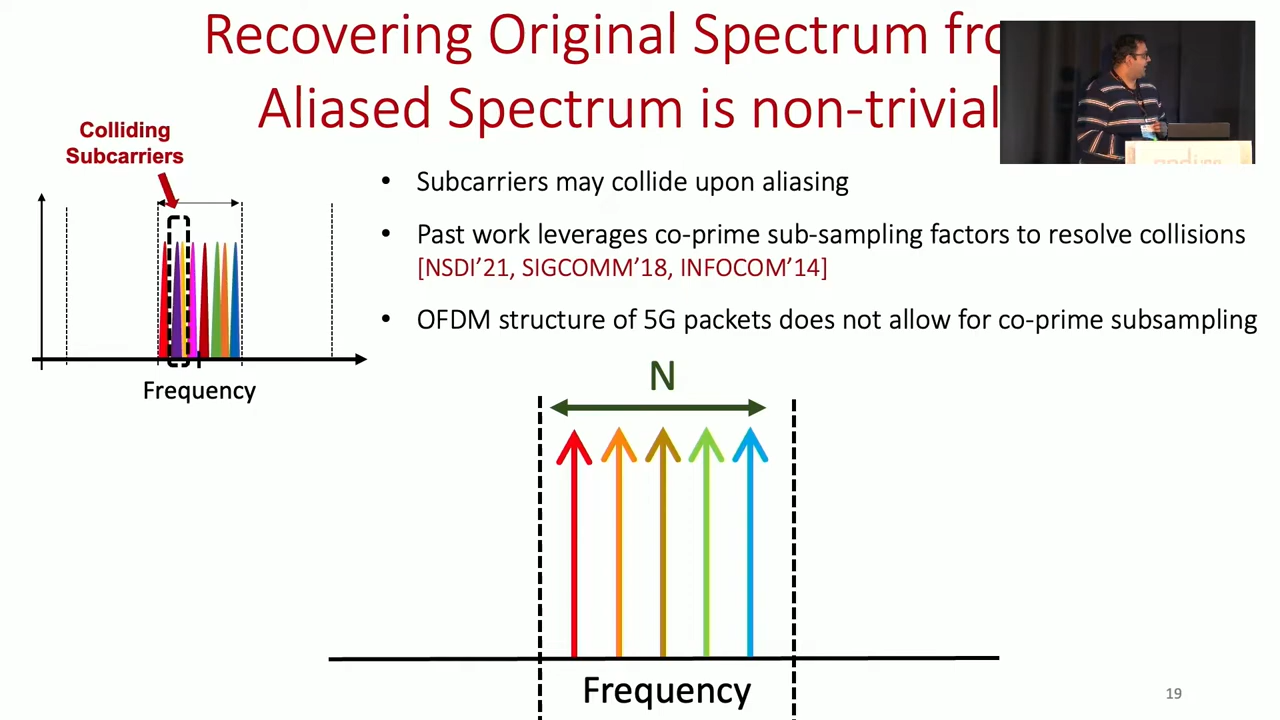 Recovering Original Spectrum
Aliased Spectrum is non-trivial
Colliding
Subcarriers
• Subcarriers may collide upon aliasing
• Past work leverages co-prime sub-sampling factors to resolve collisions
[NSDI’21, SIGCOMM’18, INFOCOM’14]
• OFDM structure of 5G packets does not allow for co-prime subsampling
Frequency
N
Frequency
19